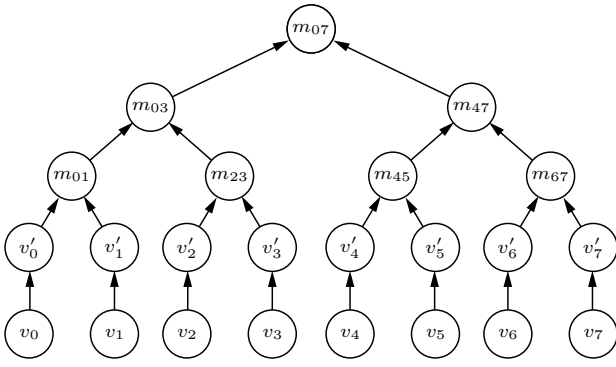 m₀₇
m₀₃ m₄₇
m₀₁ m₂₃ m₄₅ m₆₇
v′₀ v′₁ v′₂ v′₃ v′₄ v′₅ v′₆ v′₇
v₀ v₁ v₂ v₃ v₄ v₅ v₆ v₇